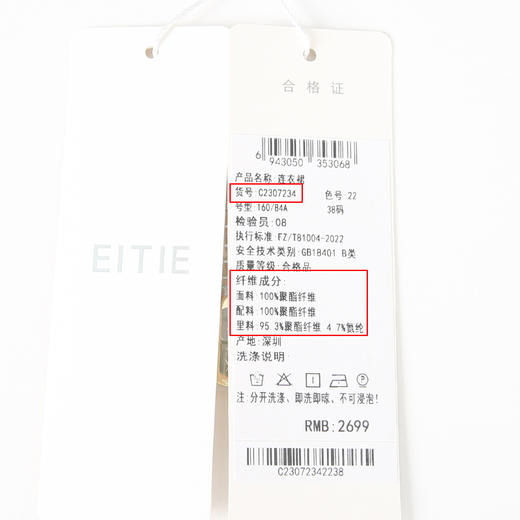 EITIE
合格证
6 943050 353068
产品名称:连衣裙
货号:C2307234 色号:22
号型:160/84A 38码
检验员:08
执行标准:FZ/T81004-2022
安全技术类别:GB18401 B类
质量等级:合格品
纤维成分:
面料:100%聚酯纤维
配料:100%聚酯纤维
里料:95.3%聚酯纤维 4.7%氨纶
产地:深圳
洗涤说明:
注:分开洗涤、即洗即晾、不可浸泡!
RMB:2699
C23072342238